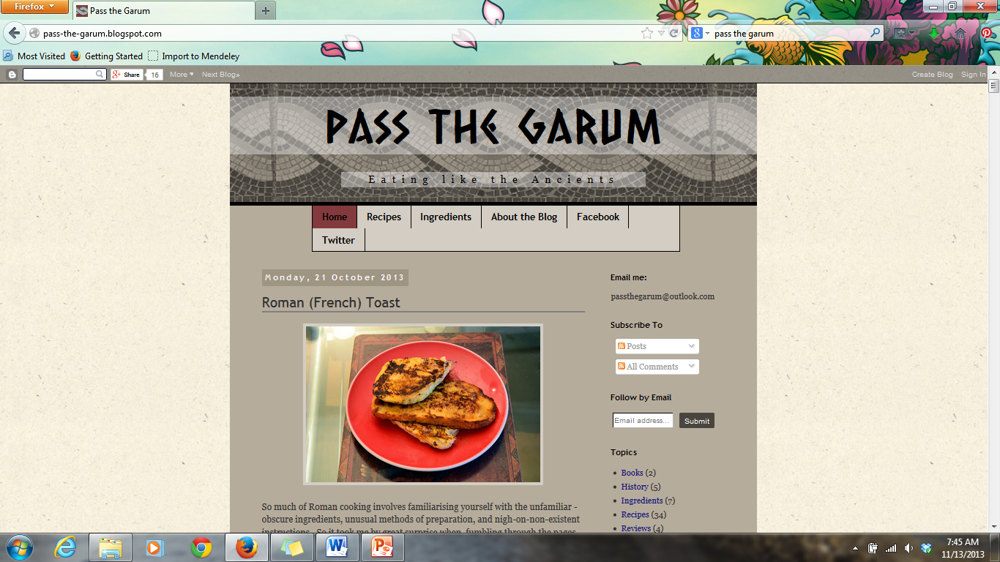 Firefox
Pass the Garum
pass-the-garum.blogspot.com
pass the garum
Most Visited Getting Started Import to Mendeley
Share 16 More Next Blog» Create Blog Sign In
PASS THE GARUM
Eating like the Ancients
Home Recipes Ingredients About the Blog Facebook
Twitter
Monday, 21 October 2013
Roman (French) Toast
So much of Roman cooking involves familiarising yourself with the unfamiliar -
obscure ingredients, unusual methods of preparation, and nigh-on-non-existent
instructions. So it took me by great surprise when, fumbling through the pages
Email me:
passthegarum@outlook.com
Subscribe To
Posts
All Comments
Follow by Email
Email address... Submit
Topics
Books (2)
History (5)
Ingredients (7)
Recipes (34)
Reviews (4)
7:45 AM
11/13/2013